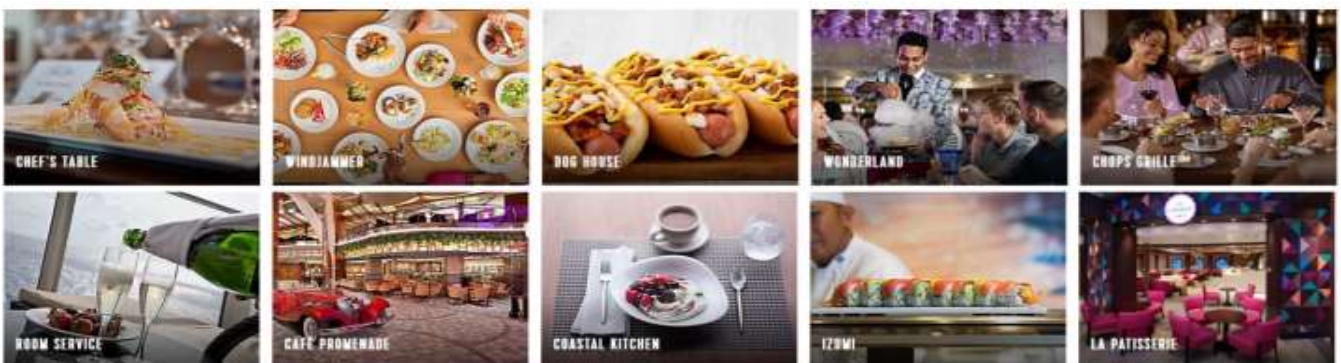 CHEF'S TABLE
WINDJAMMER
DOG HOUSE
WONDERLAND
CHOPS GRILLE
ROOM SERVICE
CAFÉ PROMENADE
COASTAL KITCHEN
IZUMI
LA PATISSERIE